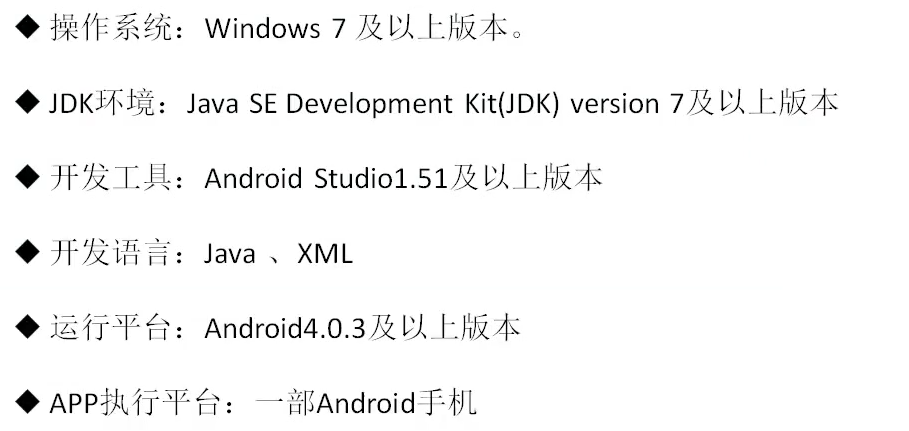 ◆ 操作系统：Windows 7 及以上版本。
◆ JDK环境：Java SE Development Kit(JDK) version 7及以上版本
◆ 开发工具：Android Studio1.51及以上版本
◆ 开发语言：Java 、XML
◆ 运行平台：Android4.0.3及以上版本
◆ APP执行平台：一部Android手机